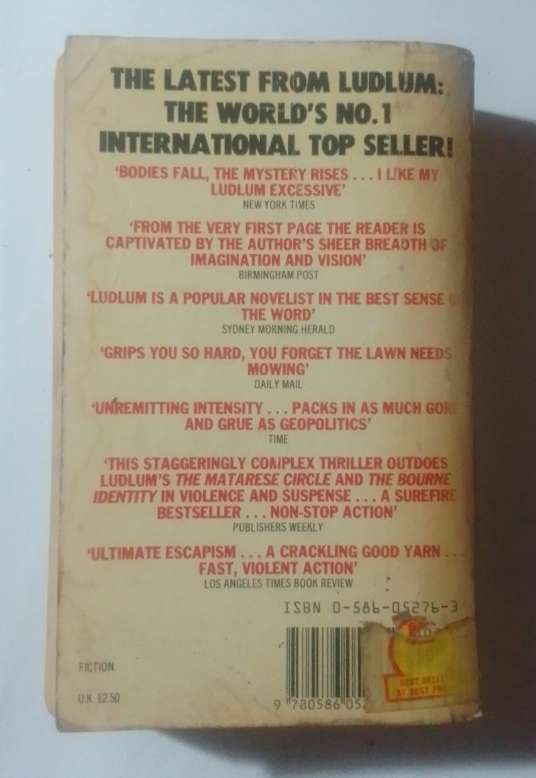 THE LATEST FROM LUDLUM:
THE WORLD'S NO.1
INTERNATIONAL TOP SELLER!
'BODIES FALL, THE MYSTERY RISES . . . I LIKE MY
LUDLUM EXCESSIVE'
NEW YORK TIMES
'FROM THE VERY FIRST PAGE THE READER IS
CAPTIVATED BY THE AUTHOR'S SHEER BREADTH OF
IMAGINATION AND VISION'
BIRMINGHAM POST
'LUDLUM IS A POPULAR NOVELIST IN THE BEST SENSE
THE WORD'
SYDNEY MORNING HERALD
'GRIPS YOU SO HARD, YOU FORGET THE LAWN NEEDS
MOWING'
DAILY MAIL
'UNREMITTING INTENSITY . . . PACKS IN AS MUCH GORE
AND GRUE AS GEOPOLITICS'
TIME
'THIS STAGGERINGLY COMPLEX THRILLER OUTDOES
LUDLUM'S THE MATARESE CIRCLE AND THE BOURNE
IDENTITY IN VIOLENCE AND SUSPENSE . . . A SUREFIRE
BESTSELLER . . . NON-STOP ACTION'
PUBLISHERS WEEKLY
'ULTIMATE ESCAPISM . . . A CRACKLING GOOD YARN . . .
FAST, VIOLENT ACTION'
LOS ANGELES TIMES BOOK REVIEW
ISBN 0-586-05276-3
FICTION
U.K. £2.50
9 780586 05
BEST
AT BEST